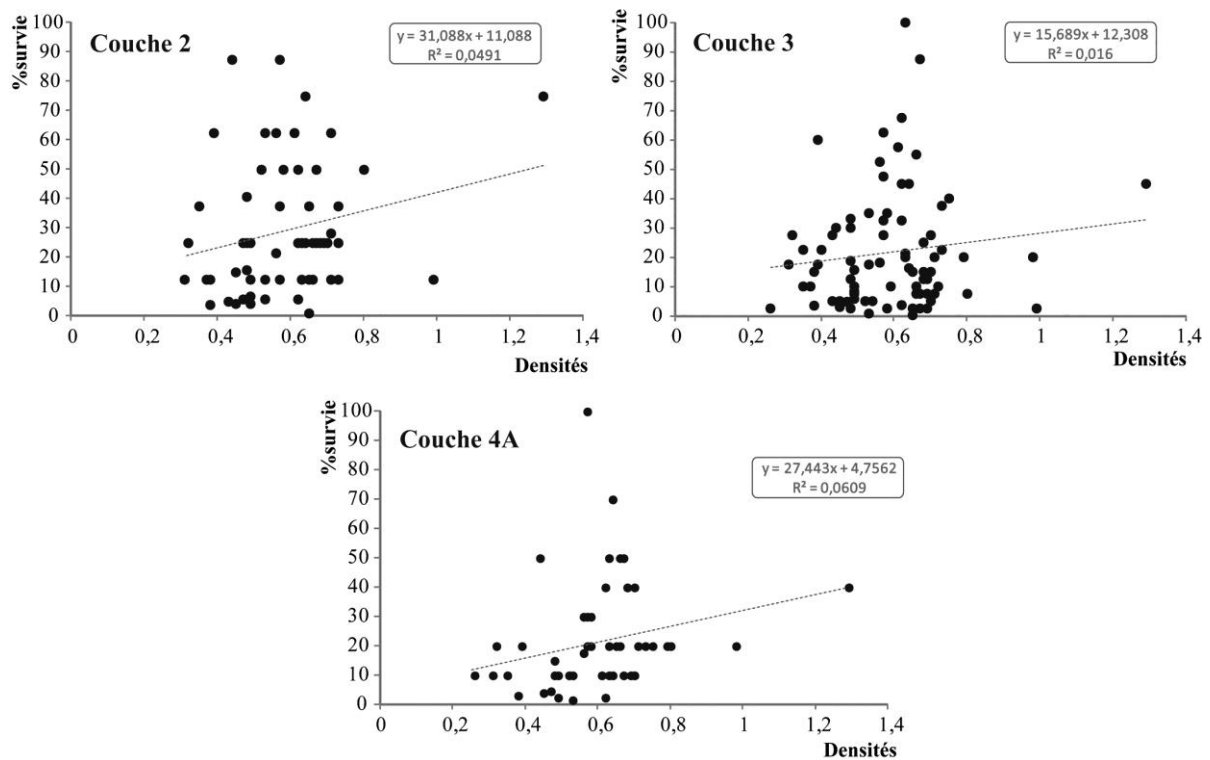 Couche 2
%survie
y = 31,088x + 11,088
R² = 0,0491
100
90
80
70
60
50
40
30
20
10
0
0 0,2 0,4 0,6 0,8 1 1,2 1,4
Densités
Couche 3
%survie
y = 15,689x + 12,308
R² = 0,016
100
90
80
70
60
50
40
30
20
10
0
0 0,2 0,4 0,6 0,8 1 1,2 1,4
Densités
Couche 4A
%survie
y = 27,443x + 4,7562
R² = 0,0609
100
90
80
70
60
50
40
30
20
10
0
0 0,2 0,4 0,6 0,8 1 1,2 1,4
Densités